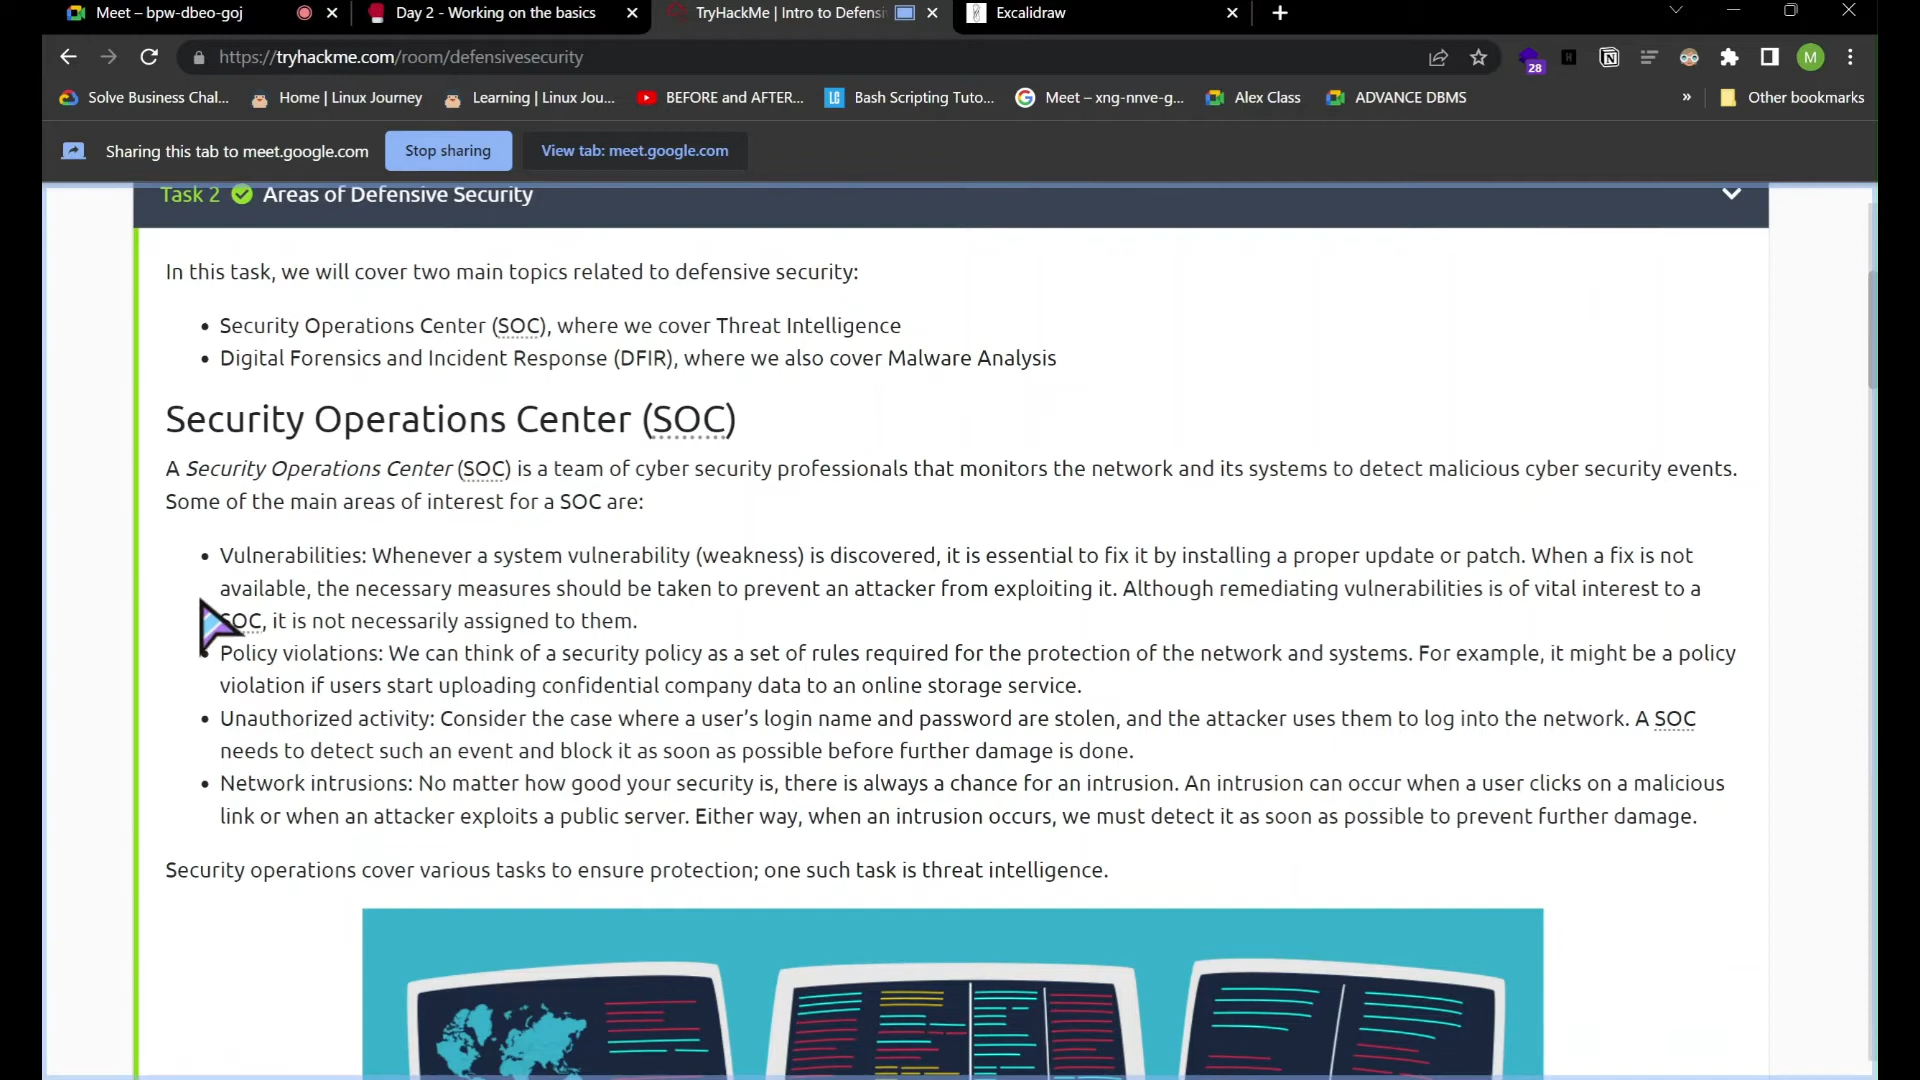 Meet – bpw-dbeo-goj
Day 2 - Working on the basics
TryHackMe | Intro to Defensi
Excalidraw
https://tryhackme.com/room/defensivesecurity
28
M
Solve Business Chal...
Home | Linux Journey
Learning | Linux Jou...
BEFORE and AFTER...
LC
Bash Scripting Tuto...
Meet – xng-nnve-g...
Alex Class
ADVANCE DBMS
»
Other bookmarks
Sharing this tab to meet.google.com
Stop sharing
View tab: meet.google.com
Task 2 Areas of Defensive Security
In this task, we will cover two main topics related to defensive security:
• Security Operations Center (SOC), where we cover Threat Intelligence
• Digital Forensics and Incident Response (DFIR), where we also cover Malware Analysis
Security Operations Center (SOC)
A Security Operations Center (SOC) is a team of cyber security professionals that monitors the network and its systems to detect malicious cyber security events.
Some of the main areas of interest for a SOC are:
• Vulnerabilities: Whenever a system vulnerability (weakness) is discovered, it is essential to fix it by installing a proper update or patch. When a fix is not
available, the necessary measures should be taken to prevent an attacker from exploiting it. Although remediating vulnerabilities is of vital interest to a
SOC, it is not necessarily assigned to them.
• Policy violations: We can think of a security policy as a set of rules required for the protection of the network and systems. For example, it might be a policy
violation if users start uploading confidential company data to an online storage service.
• Unauthorized activity: Consider the case where a user’s login name and password are stolen, and the attacker uses them to log into the network. A SOC
needs to detect such an event and block it as soon as possible before further damage is done.
• Network intrusions: No matter how good your security is, there is always a chance for an intrusion. An intrusion can occur when a user clicks on a malicious
link or when an attacker exploits a public server. Either way, when an intrusion occurs, we must detect it as soon as possible to prevent further damage.
Security operations cover various tasks to ensure protection; one such task is threat intelligence.